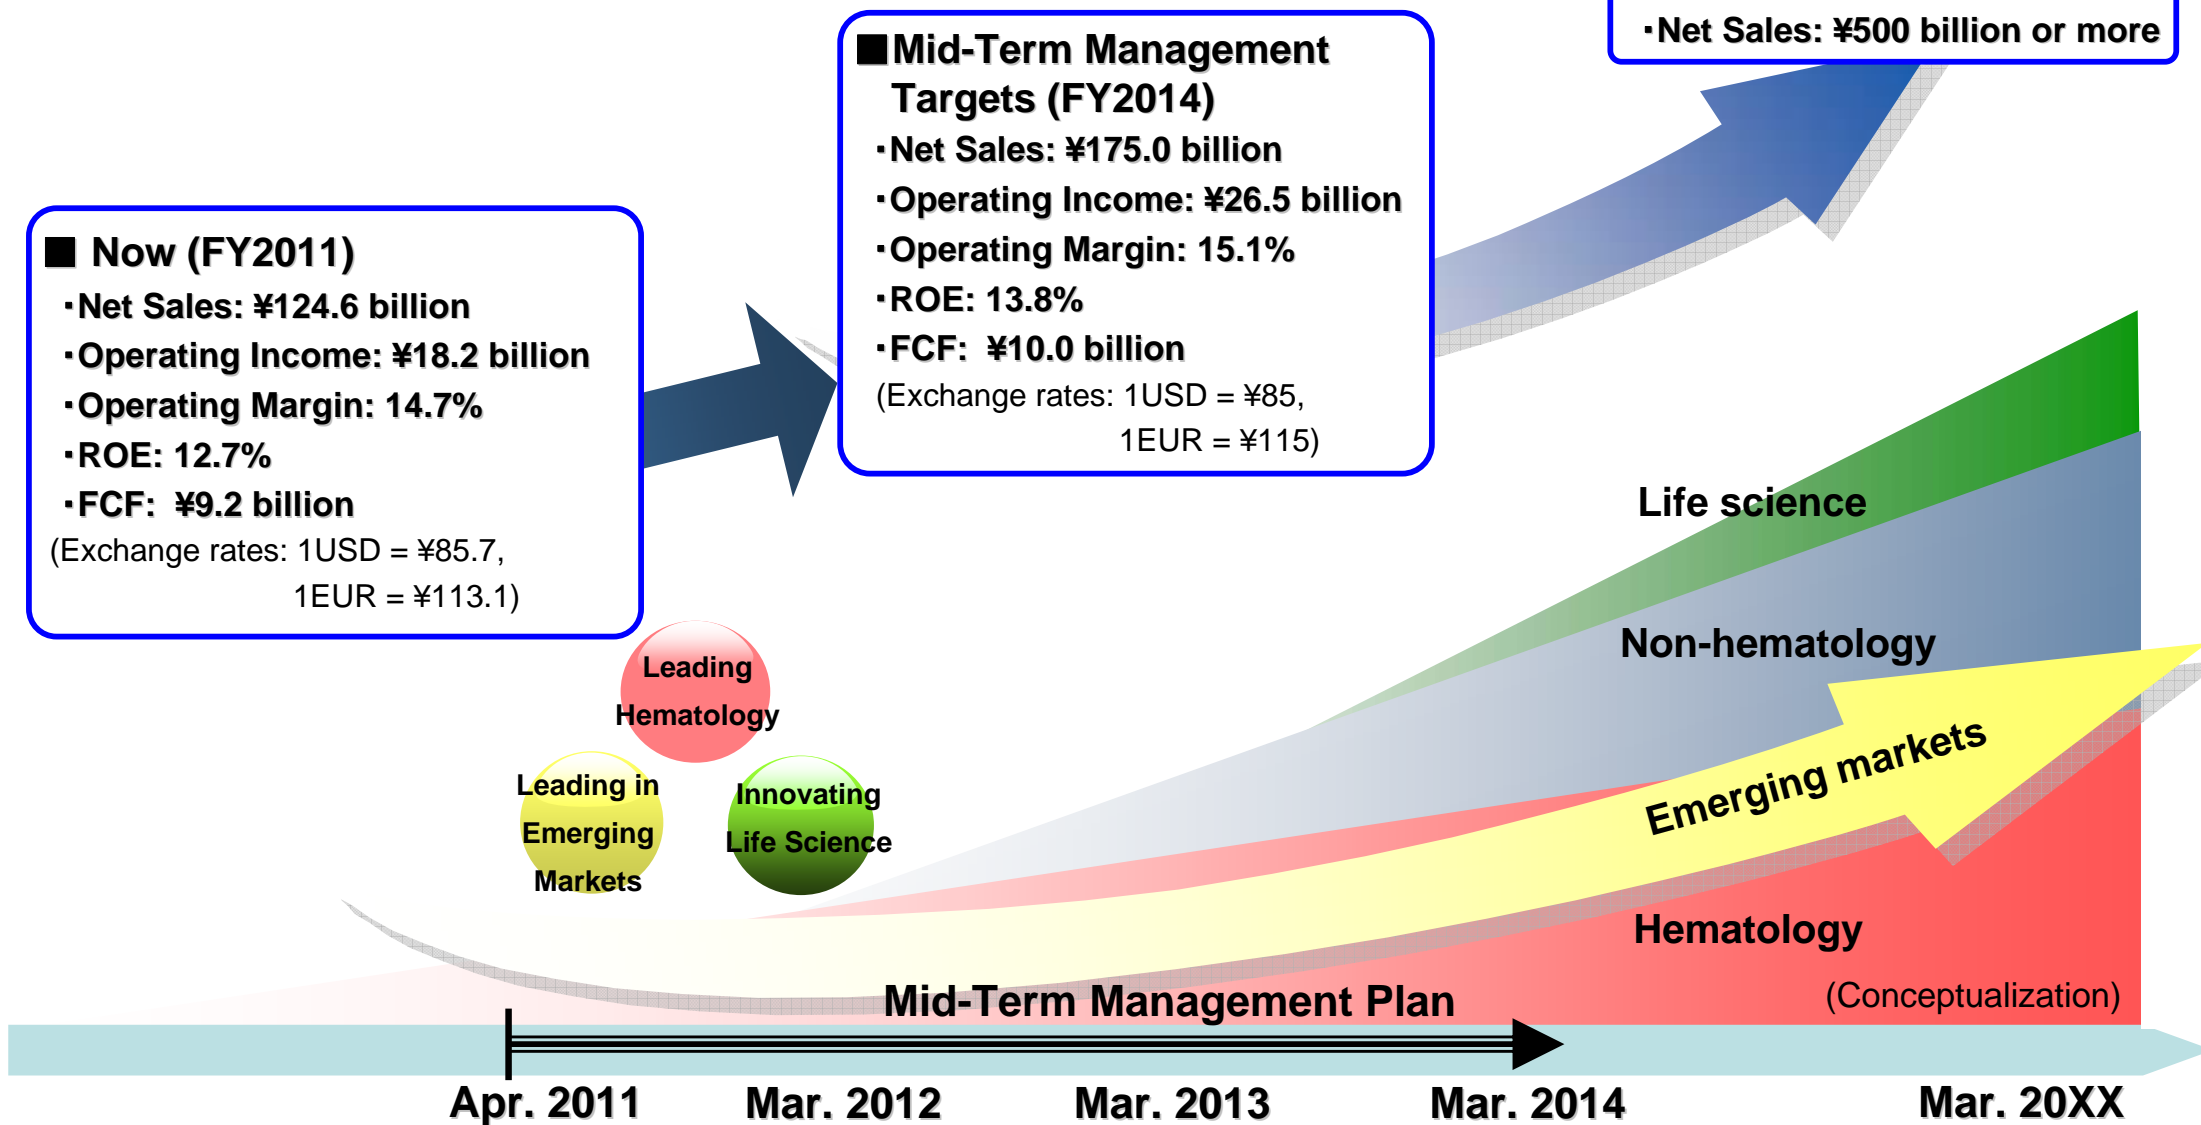 ・Net Sales: ¥500 billion or more
■Mid-Term Management
Targets (FY2014)
・Net Sales: ¥175.0 billion
・Operating Income: ¥26.5 billion
・Operating Margin: 15.1%
・ROE: 13.8%
・FCF: ¥10.0 billion
(Exchange rates: 1USD = ¥85,
1EUR = ¥115)
■ Now (FY2011)
・Net Sales: ¥124.6 billion
・Operating Income: ¥18.2 billion
・Operating Margin: 14.7%
・ROE: 12.7%
・FCF: ¥9.2 billion
(Exchange rates: 1USD = ¥85.7,
1EUR = ¥113.1)
Life science
Non-hematology
Emerging markets
Hematology
(Conceptualization)
Leading
Hematology
Leading in
Emerging
Markets
Innovating
Life Science
Mid-Term Management Plan
Apr. 2011
Mar. 2012
Mar. 2013
Mar. 2014
Mar. 20XX